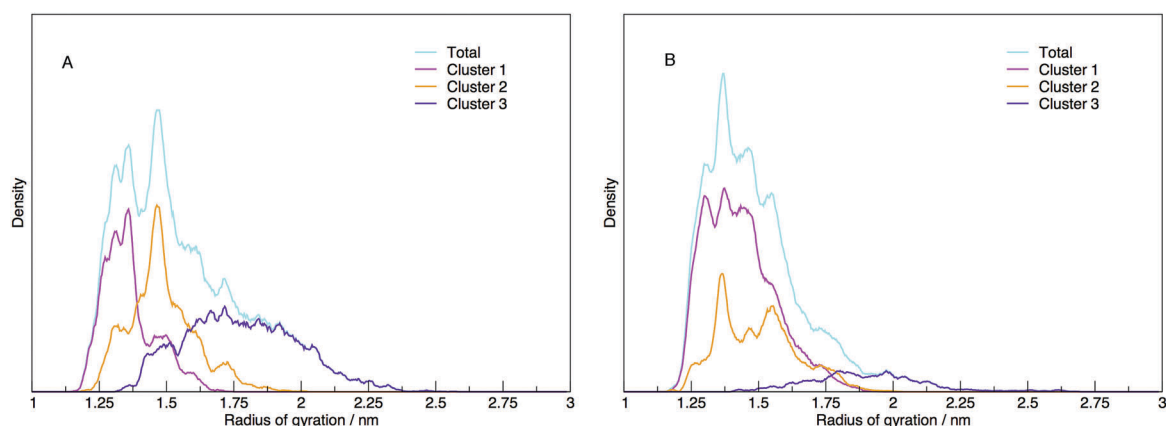 A
Total
Cluster 1
Cluster 2
Cluster 3
Density
1 1.25 1.5 1.75 2 2.25 2.5 2.75 3
Radius of gyration / nm
B
Total
Cluster 1
Cluster 2
Cluster 3
Density
1 1.25 1.5 1.75 2 2.25 2.5 2.75 3
Radius of gyration / nm